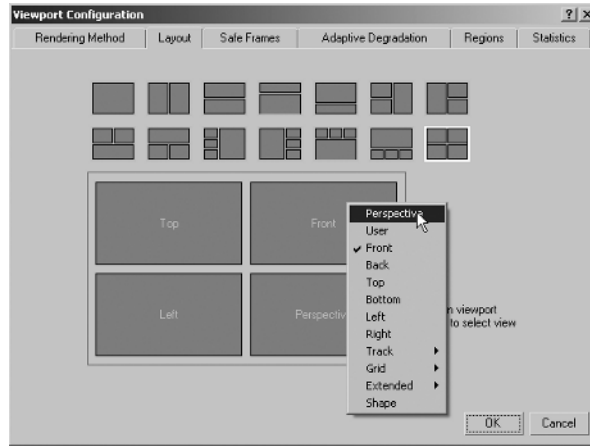 Viewport Configuration
Rendering Method
Layout
Safe Frames
Adaptive Degradation
Regions
Statistics
Top
Front
Left
Perspectiv
Perspective
User
Front
Back
Top
Bottom
Left
Right
Track
Grid
Extended
Shape
n viewport
to select view
OK
Cancel